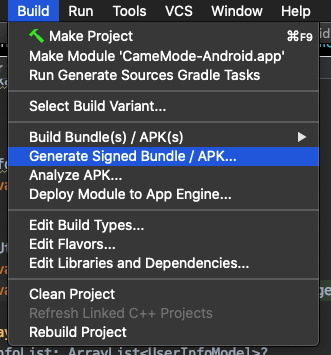 Build Run Tools VCS Window Help
Make Project ⌘F9
Make Module 'CameMode-Android.app'
Run Generate Sources Gradle Tasks
Select Build Variant...
Build Bundle(s) / APK(s)
Generate Signed Bundle / APK...
Analyze APK...
Deploy Module to App Engine...
Edit Build Types...
Edit Flavors...
Edit Libraries and Dependencies...
Clean Project
Refresh Linked C++ Projects
Rebuild Project
List: ArrayList<UserInfoModel>?